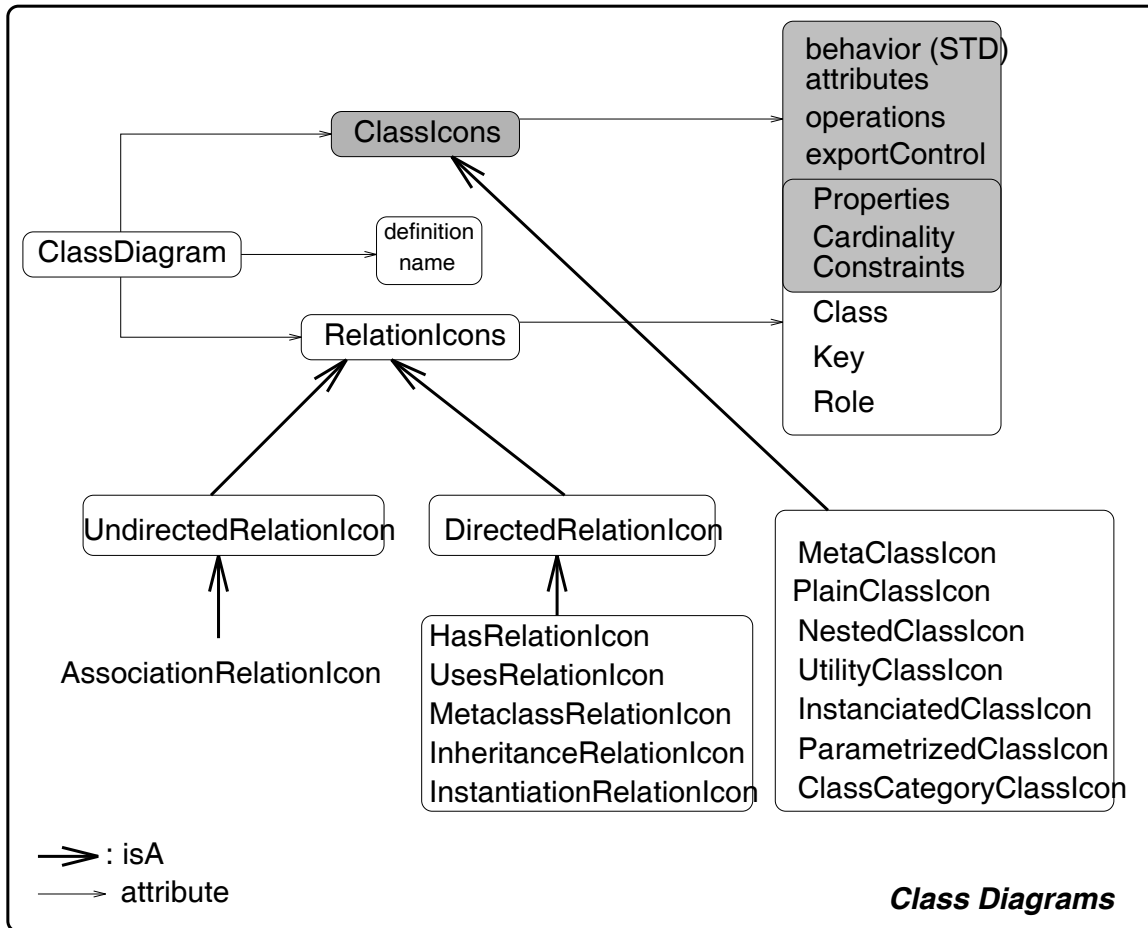 behavior (STD)
attributes
operations
exportControl
Properties
Cardinality
Constraints
Class
Key
Role
ClassIcons
definition
name
ClassDiagram
RelationIcons
UndirectedRelationIcon
DirectedRelationIcon
AssociationRelationIcon
HasRelationIcon
UsesRelationIcon
MetaclassRelationIcon
InheritanceRelationIcon
InstantiationRelationIcon
MetaClassIcon
PlainClassIcon
NestedClassIcon
UtilityClassIcon
InstanciatedClassIcon
ParametrizedClassIcon
ClassCategoryClassIcon
: isA
attribute
Class Diagrams